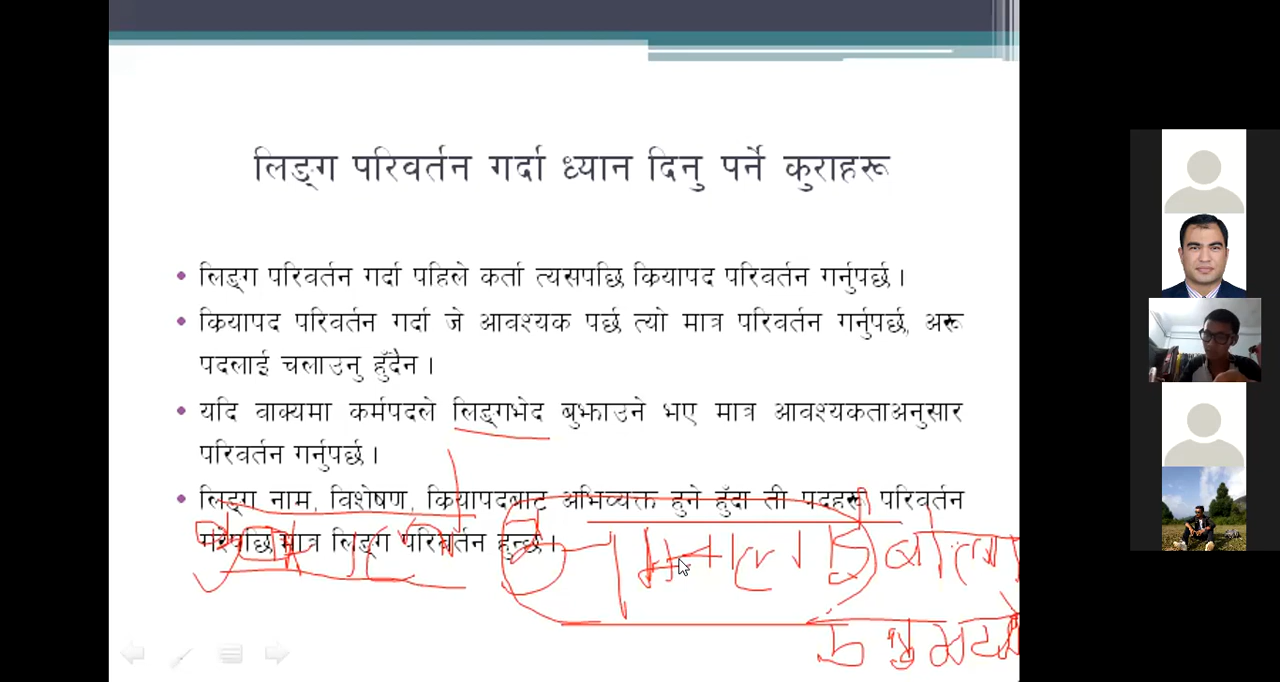 लिङ्ग परिवर्तन गर्दा ध्यान दिनु पर्ने कुराहरू
• लिङ्ग परिवर्तन गर्दा पहिले कर्ता त्यसपछि क्रियापद परिवर्तन गर्नुपर्छ ।
• क्रियापद परिवर्तन गर्दा जे आवश्यक पर्छ त्यो मात्र परिवर्तन गर्नुपर्छ, अरू
पदलाई चलाउनु हुँदैन ।
• यदि वाक्यमा कर्मपदले लिङ्गभेद बुझाउने भए मात्र आवश्यकताअनुसार
परिवर्तन गर्नुपर्छ ।
• लिङ्ग नाम, विशेषण, क्रियापदबाट अभिव्यक्त हुने हुँदा ती पदहरू परिवर्तन
गरेपछि मात्र लिङ्ग परिवर्तन हुन्छ ।